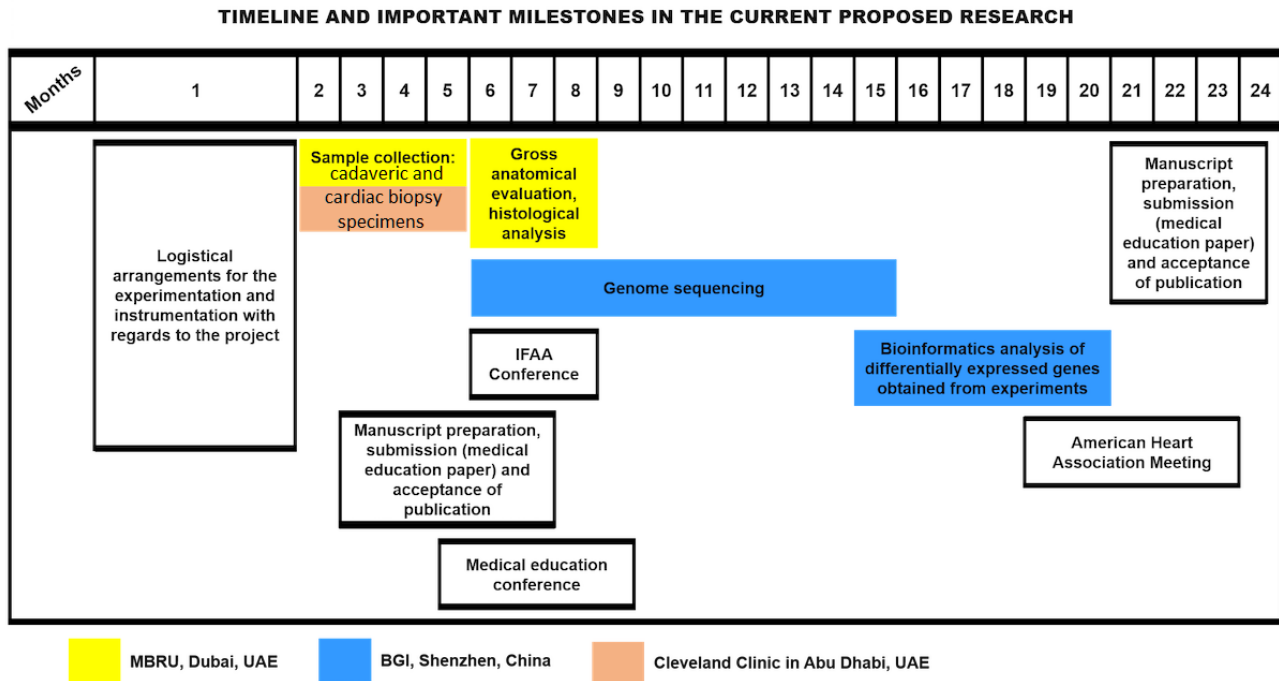 TIMELINE AND IMPORTANT MILESTONES IN THE CURRENT PROPOSED RESEARCH
Months 1 2 3 4 5 6 7 8 9 10 11 12 13 14 15 16 17 18 19 20 21 22 23 24
Logistical
arrangements for the
experimentation and
instrumentation with
regards to the project
Sample collection:
cadaveric and
cardiac biopsy
specimens
Gross
anatomical
evaluation,
histological
analysis
Genome sequencing
IFAA
Conference
Manuscript preparation,
submission (medical
education paper) and
acceptance of
publication
Medical education
conference
Bioinformatics analysis of
differentially expressed genes
obtained from experiments
American Heart
Association Meeting
Manuscript
preparation,
submission
(medical
education paper)
and acceptance
of publication
MBRU, Dubai, UAE
BGI, Shenzhen, China
Cleveland Clinic in Abu Dhabi, UAE